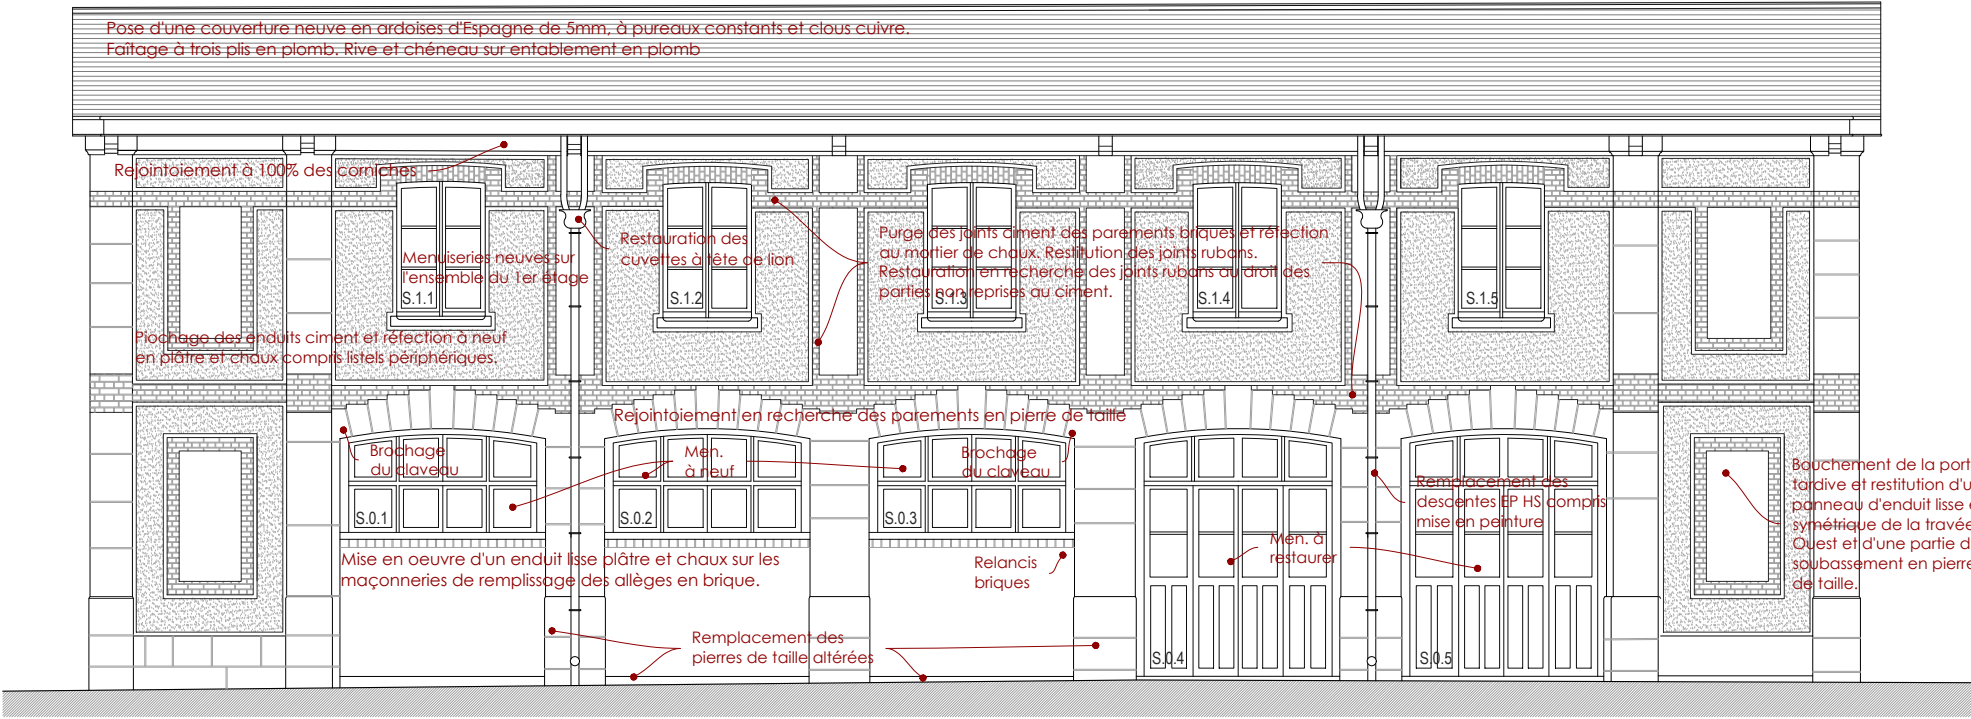 Pose d'une couverture neuve en ardoises d'Espagne de 5mm, à pureaux constants et clous cuivre.
Faîtage à trois plis en plomb. Rive et chéneau sur entablement en plomb
Rejointoiement à 100% des corniches
Restauration des
cuvettes à tête de lion
Purge des joints ciment des parements briques et réfection
au mortier de chaux. Restitution des joints rubans.
Restauration en recherche des joints rubans au droit des
parties non reprises au ciment.
Menuiseries neuves sur
l'ensemble du 1er étage
S.1.1
S.1.2
S.1.3
S.1.4
S.1.5
Piochage des enduits ciment et réfection à neuf
en plâtre et chaux compris listels périphériques.
Rejointoiement en recherche des parements en pierre de taille
Brochage
du claveau
Men.
à neuf
Brochage
du claveau
Remplacement des
descentes EP HS compris
mise en peinture
Bouchement de la port
tardive et restitution d'u
panneau d'enduit lisse
symétrique de la travée
Ouest et d'une partie d
soubassement en pierre
de taille.
S.0.1
S.0.2
S.0.3
Men. à
restaurer
Mise en oeuvre d'un enduit lisse plâtre et chaux sur les
maçonneries de remplissage des allèges en brique.
Relancis
briques
Remplacement des
pierres de taille altérées
S.0.4
S.0.5